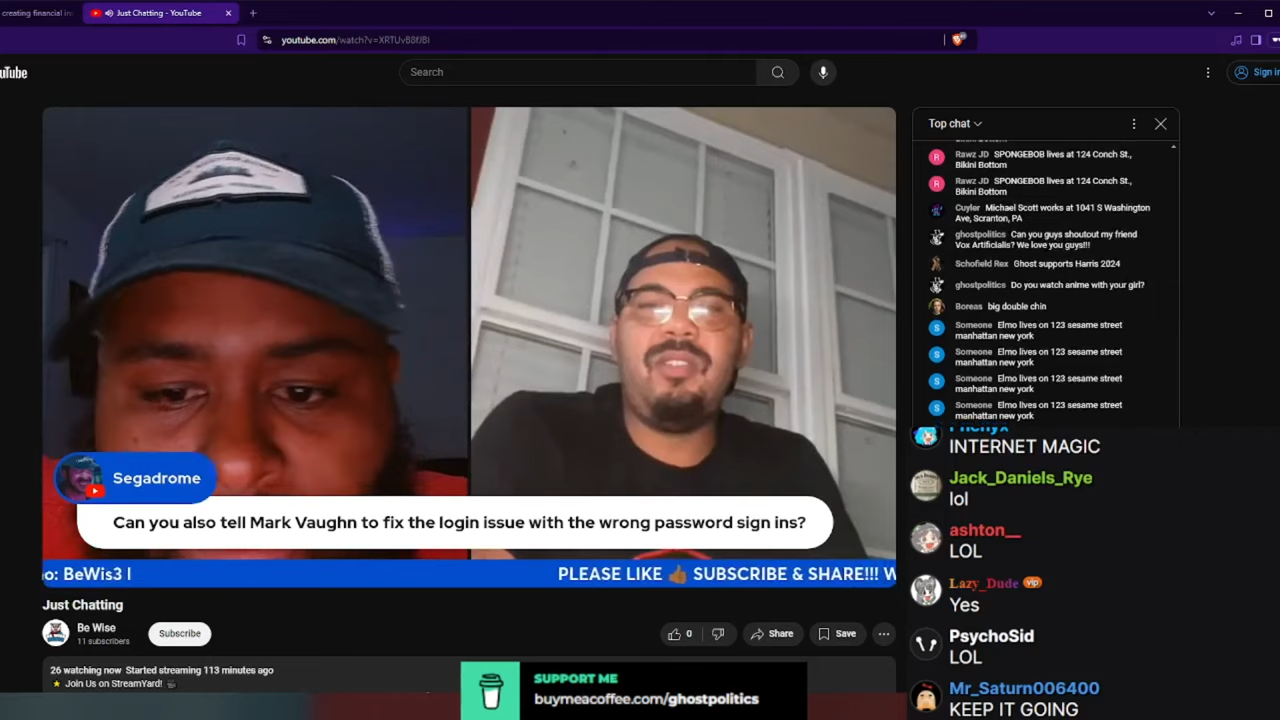 creating financial in
Just Chatting - YouTube
youtube.com/watch?v=XRTUvB8fJBI
uTube
Search
Sign in
Top chat
Rawz JD SPONGEBOB lives at 124 Conch St.,
Bikini Bottom
Rawz JD SPONGEBOB lives at 124 Conch St.,
Bikini Bottom
Cuyler Michael Scott works at 1041 S Washington
Ave, Scranton, PA
ghostpolitics Can you guys shoutout my friend
Vox Artificialis? We love you guys!!!
Schofield Rex Ghost supports Harris 2024
ghostpolitics Do you watch anime with your girl?
Boreas big double chin
Someone Elmo lives on 123 sesame street
manhattan new york
Someone Elmo lives on 123 sesame street
manhattan new york
Someone Elmo lives on 123 sesame street
manhattan new york
Someone Elmo lives on 123 sesame street
manhattan new york
Phenyx
INTERNET MAGIC
Jack_Daniels_Rye
lol
ashton__
LOL
Lazy_Dude vip
Yes
PsychoSid
LOL
Mr_Saturn006400
KEEP IT GOING
Segadrome
Can you also tell Mark Vaughn to fix the login issue with the wrong password sign ins?
o: BeWis3 I PLEASE LIKE 👍🏾 SUBSCRIBE & SHARE!!! W
Just Chatting
Be Wise
11 subscribers
Subscribe
0
Share
Save
26 watching now Started streaming 113 minutes ago
⭐ Join Us on StreamYard!
SUPPORT ME
buymeacoffee.com/ghostpolitics